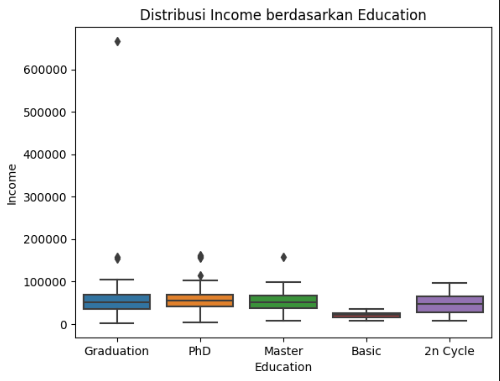 Distribusi Income berdasarkan Education
600000
500000
400000
300000
200000
100000
0
Income
Graduation PhD Master Basic 2n Cycle
Education